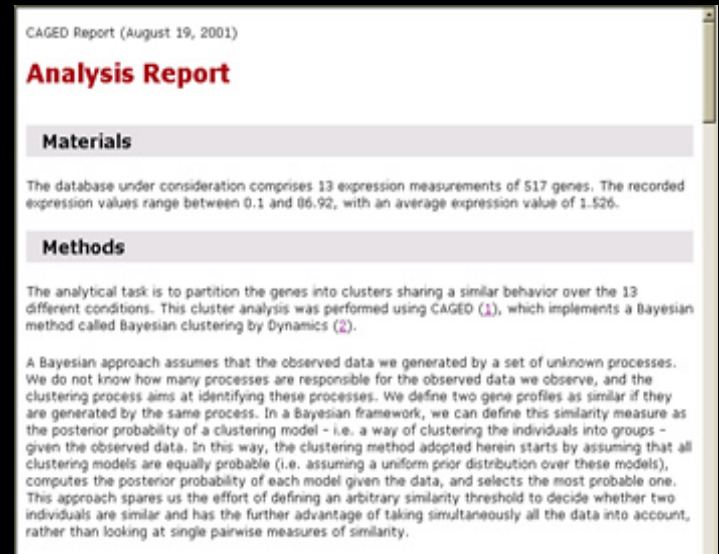 CAGED Report (August 19, 2001)
Analysis Report
Materials
The database under consideration comprises 13 expression measurements of 517 genes. The recorded
expression values range between 0.1 and 86.92, with an average expression value of 1.526.
Methods
The analytical task is to partition the genes into clusters sharing a similar behavior over the 13
different conditions. This cluster analysis was performed using CAGED (1), which implements a Bayesian
method called Bayesian clustering by Dynamics (2).
A Bayesian approach assumes that the observed data we generated by a set of unknown processes.
We do not know how many processes are responsible for the observed data we observe, and the
clustering process aims at identifying these processes. We define two gene profiles as similar if they
are generated by the same process. In a Bayesian framework, we can define this similarity measure as
the posterior probability of a clustering model - i.e. a way of clustering the individuals into groups -
given the observed data. In this way, the clustering method adopted herein starts by assuming that all
clustering models are equally probable (i.e. assuming a uniform prior distribution over these models),
computes the posterior probability of each model given the data, and selects the most probable one.
This approach spares us the effort of defining an arbitrary similarity threshold to decide whether two
individuals are similar and has the further advantage of taking simultaneously all the data into account,
rather than looking at single pairwise measures of similarity.